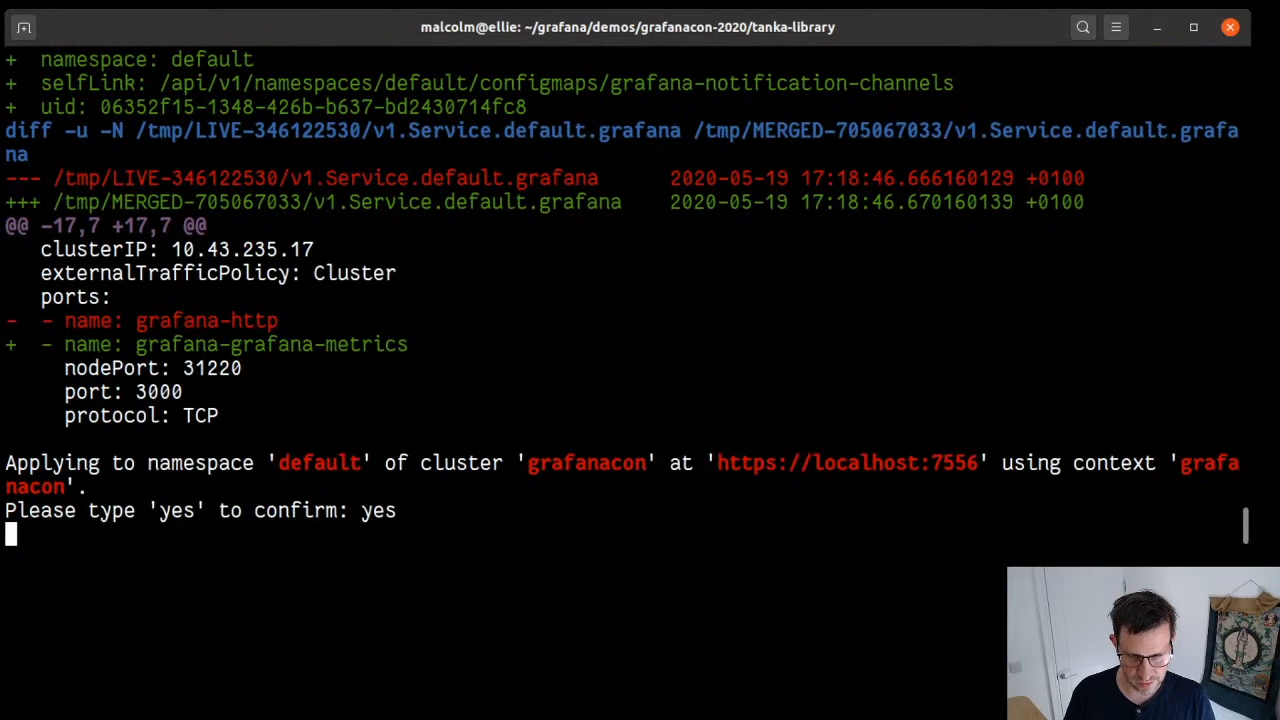 malcolm@ellie: ~/grafana/demos/grafanacon-2020/tanka-library
+  namespace: default
+  selfLink: /api/v1/namespaces/default/configmaps/grafana-notification-channels
+  uid: 06352f15-1348-426b-b637-bd2430714fc8
diff -u -N /tmp/LIVE-346122530/v1.Service.default.grafana /tmp/MERGED-705067033/v1.Service.default.grafa
na
--- /tmp/LIVE-346122530/v1.Service.default.grafana      2020-05-19 17:18:46.666160129 +0100
+++ /tmp/MERGED-705067033/v1.Service.default.grafana    2020-05-19 17:18:46.670160139 +0100
@@ -17,7 +17,7 @@
   clusterIP: 10.43.235.17
   externalTrafficPolicy: Cluster
   ports:
-  - name: grafana-http
+  - name: grafana-grafana-metrics
     nodePort: 31220
     port: 3000
     protocol: TCP
Applying to namespace 'default' of cluster 'grafanacon' at 'https://localhost:7556' using context 'grafa
nacon'.
Please type 'yes' to confirm: yes